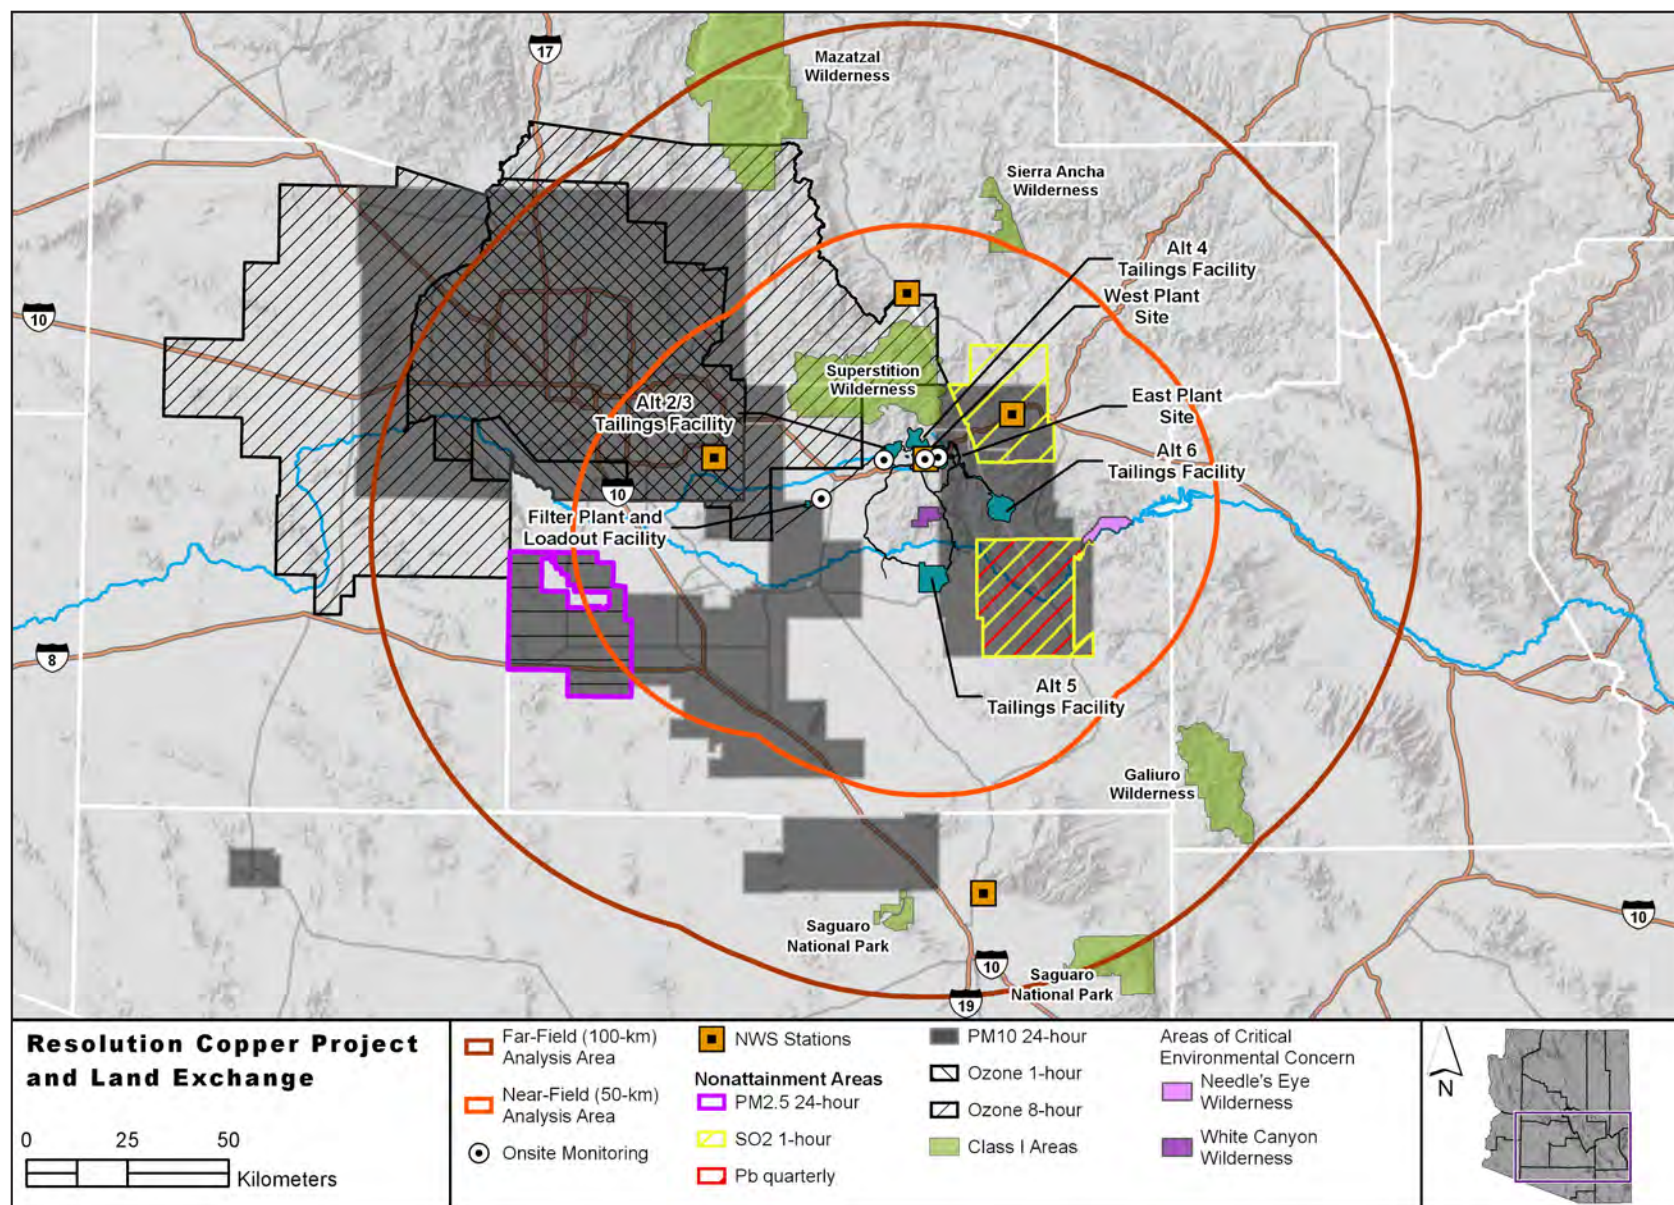 17
Mazatzal
Wilderness
Sierra Ancha
Wilderness
Alt 4
Tailings Facility
West Plant
Site
10
Superstition
Wilderness
Alt 2/3
Tailings Facility
East Plant
Site
Alt 6
Tailings Facility
10
Filter Plant and
Loadout Facility
8
Alt 5
Tailings Facility
Galiuro
Wilderness
Saguaro
National Park
10
10
Saguaro
National Park
19
Resolution Copper Project
and Land Exchange
0 25 50
Kilometers
Far-Field (100-km)
Analysis Area
Near-Field (50-km)
Analysis Area
Onsite Monitoring
NWS Stations
Nonattainment Areas
PM2.5 24-hour
SO2 1-hour
Pb quarterly
PM10 24-hour
Ozone 1-hour
Ozone 8-hour
Class I Areas
Areas of Critical
Environmental Concern
Needle's Eye
Wilderness
White Canyon
Wilderness
N